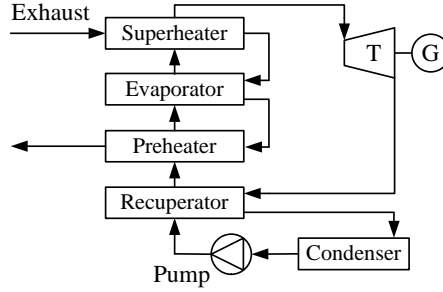 Exhaust
Superheater
T
G
Evaporator
Preheater
Recuperator
Condenser
Pump